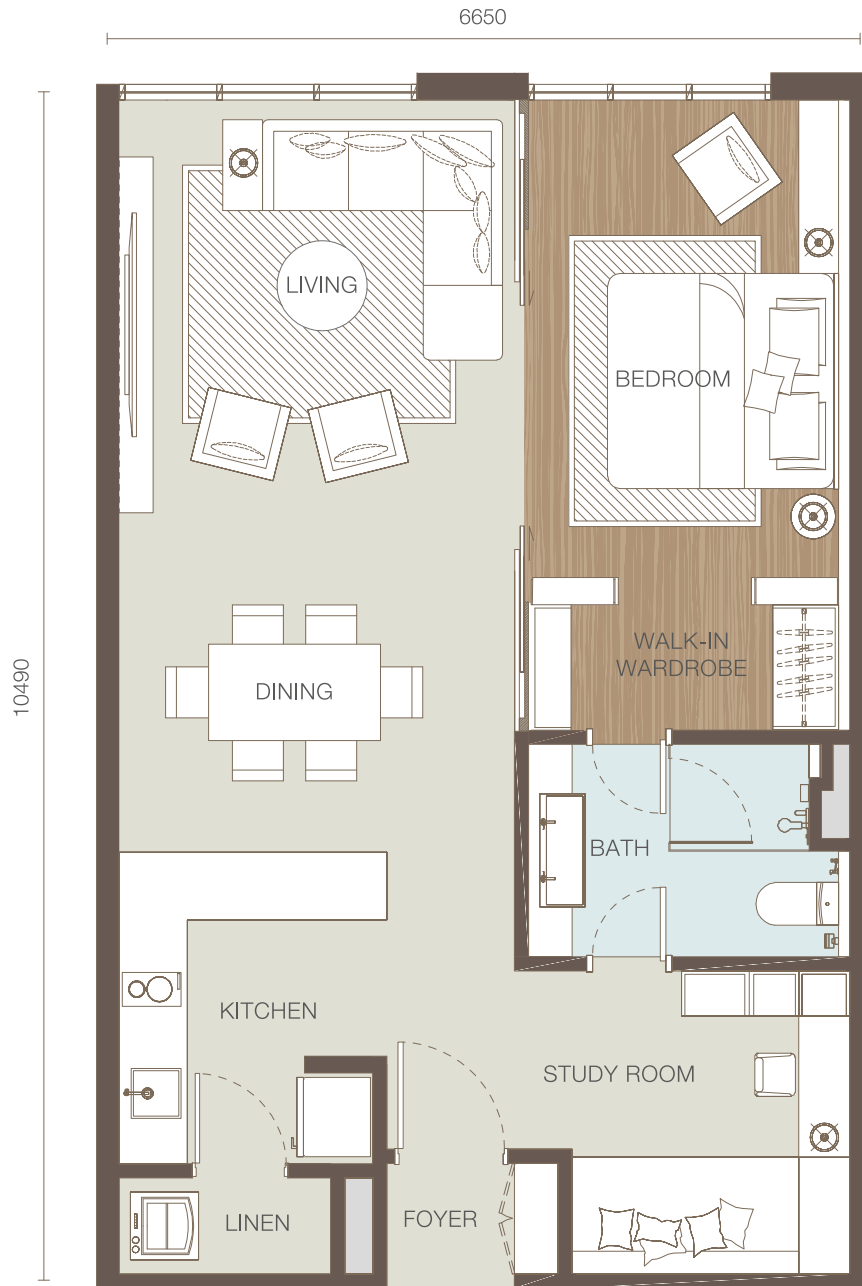 6650
LIVING
BEDROOM
WALK-IN
WARDROBE
10490
DINING
BATH
KITCHEN
STUDY ROOM
LINEN
FOYER